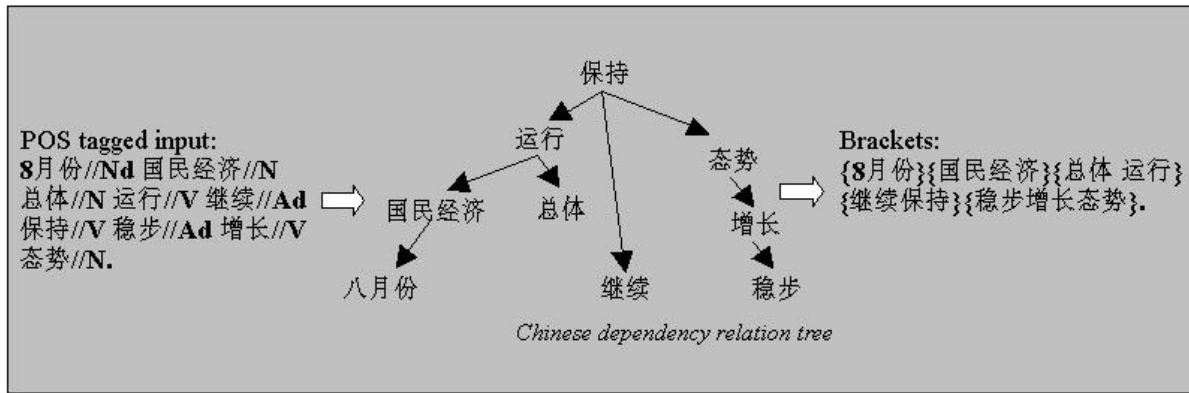 POS tagged input:
8月份//Nd 国民经济//N
总体//N 运行//V 继续//Ad
保持//V 稳步//Ad 增长//V
态势//N.
保持
运行
态势
国民经济
总体
增长
八月份
继续
稳步
Chinese dependency relation tree
Brackets:
{8月份}{国民经济}{总体 运行}
{继续保持}{稳步增长态势}.